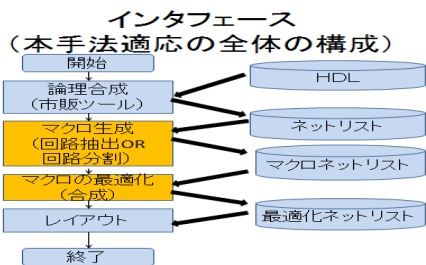 インタフェース
(本手法適応の全体の構成)
開始
論理合成
(市販ツール)
マクロ生成
(回路抽出OR
回路分割)
マクロの最適化
(合成)
レイアウト
終了
HDL
ネットリスト
マクロネットリスト
最適化ネットリスト